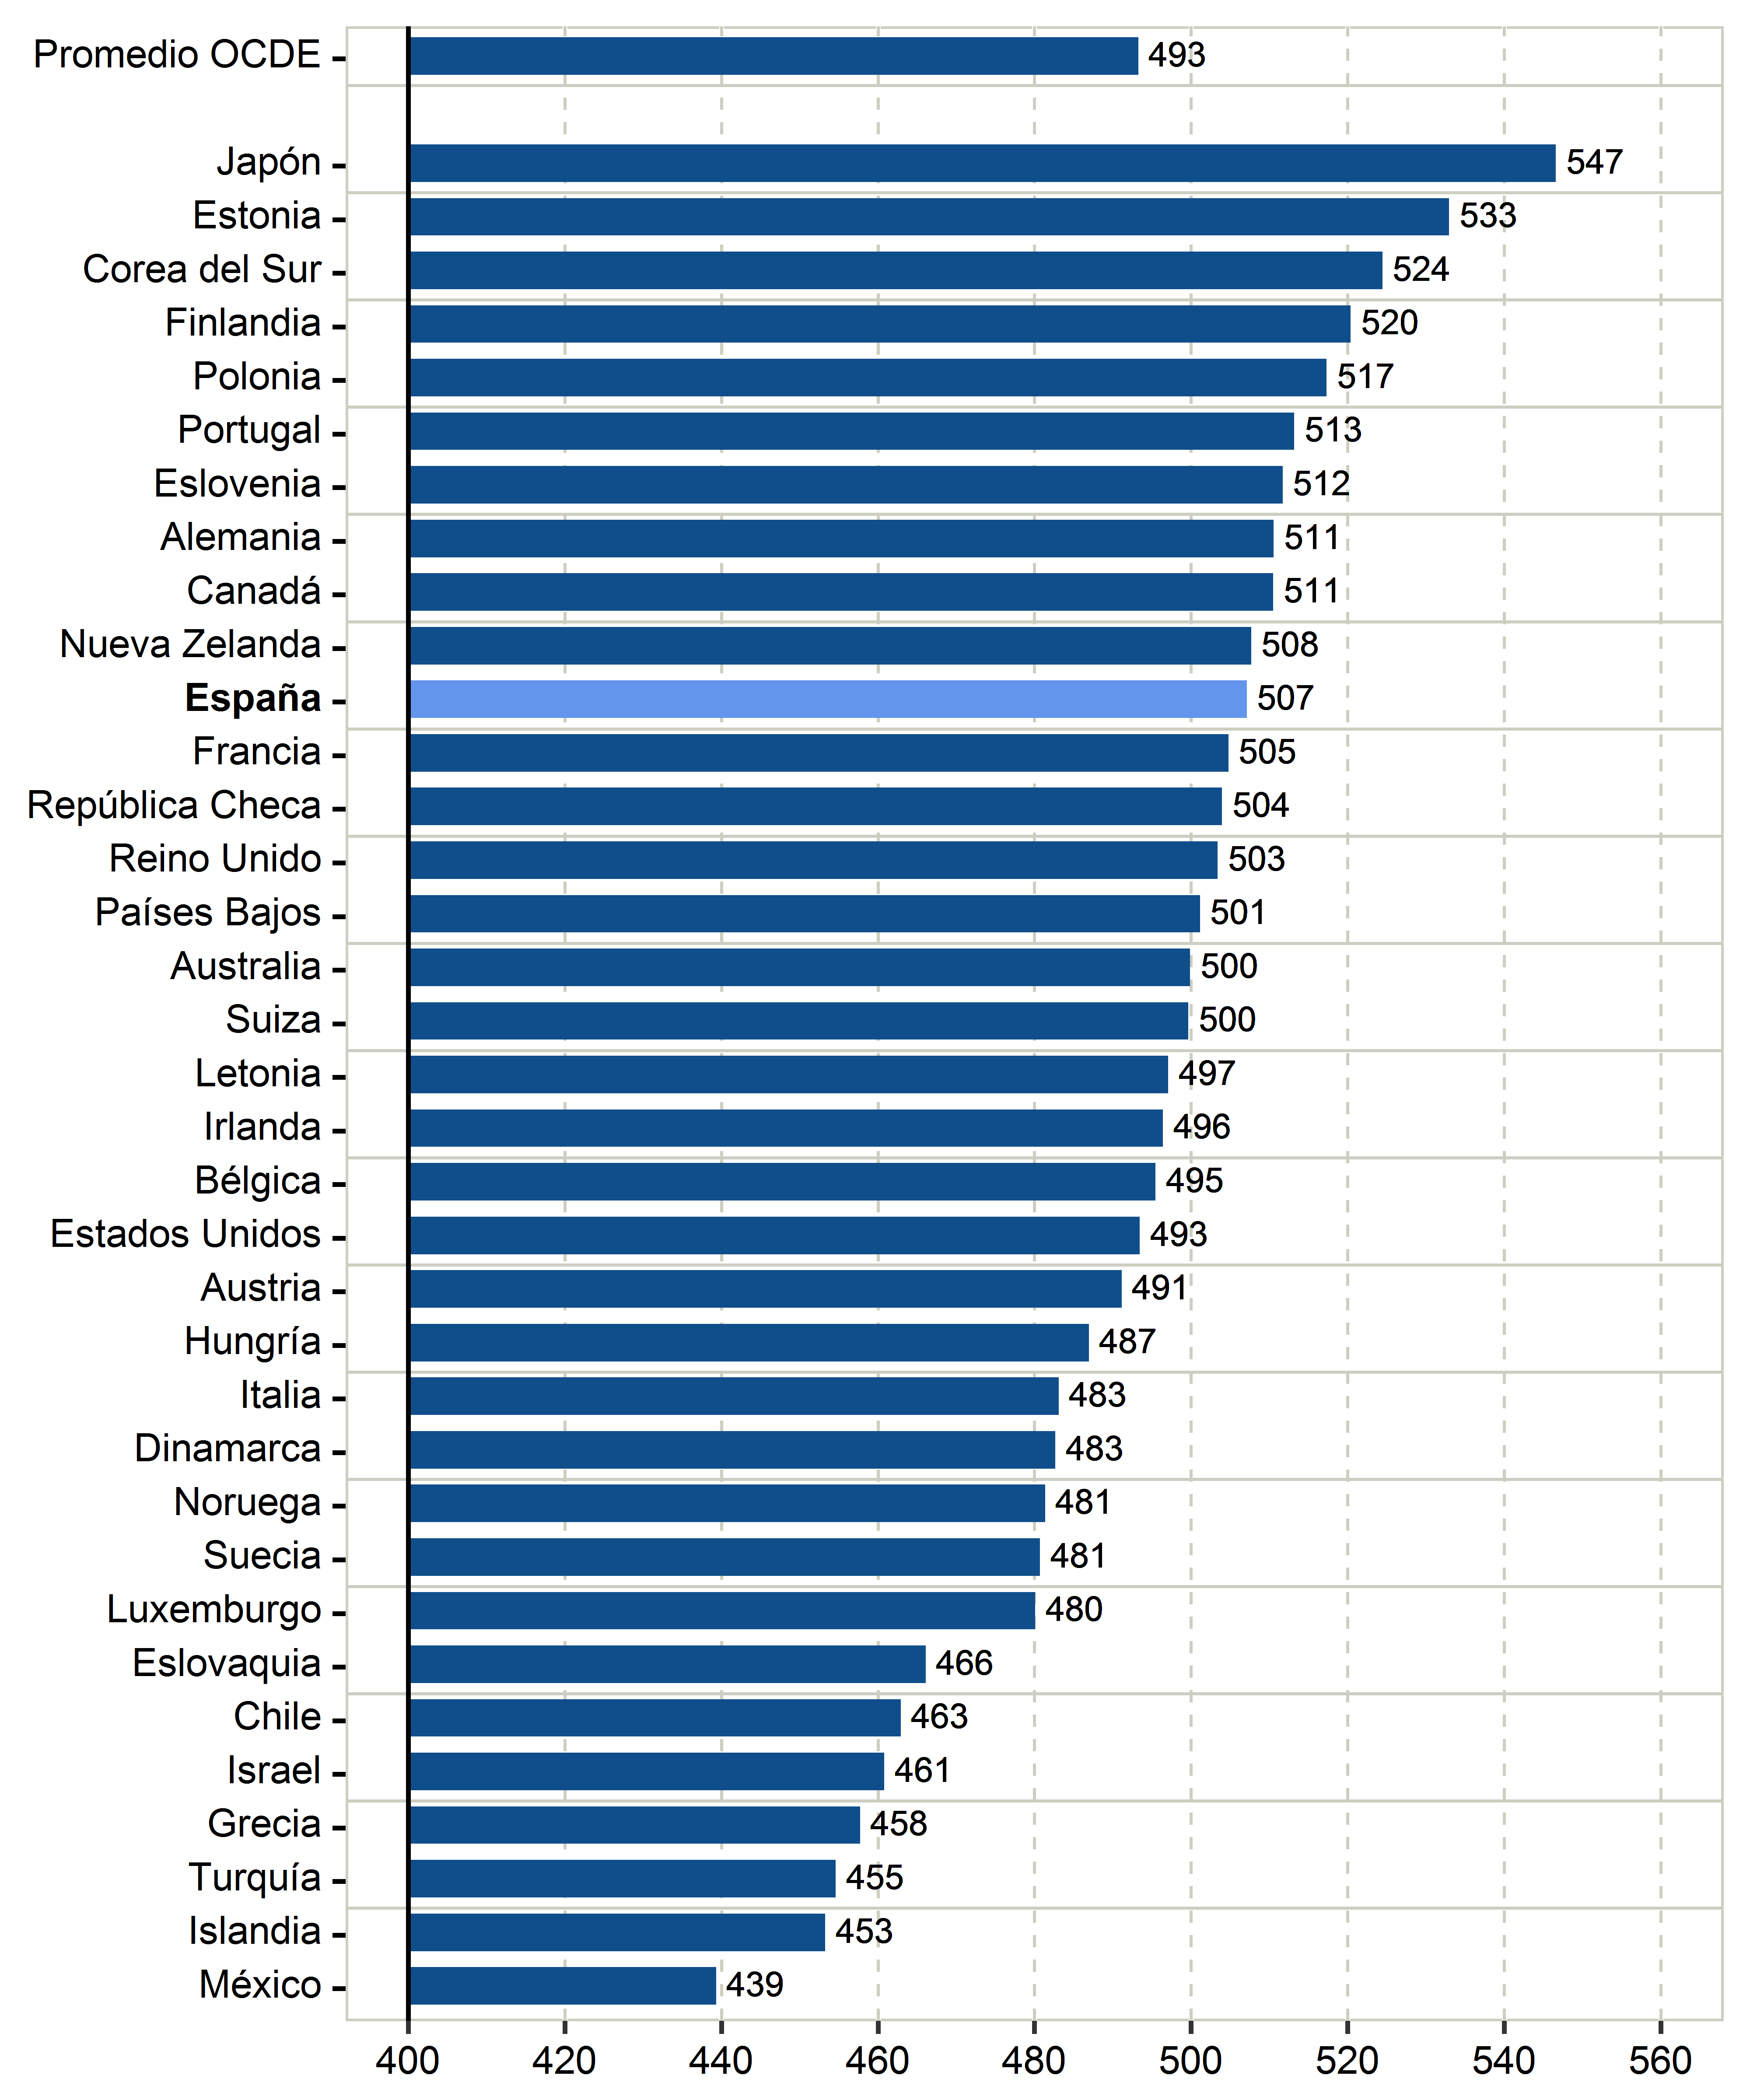 Promedio OCDE 493
Japón 547
Estonia 533
Corea del Sur 524
Finlandia 520
Polonia 517
Portugal 513
Eslovenia 512
Alemania 511
Canadá 511
Nueva Zelanda 508
España 507
Francia 505
República Checa 504
Reino Unido 503
Países Bajos 501
Australia 500
Suiza 500
Letonia 497
Irlanda 496
Bélgica 495
Estados Unidos 493
Austria 491
Hungría 487
Italia 483
Dinamarca 483
Noruega 481
Suecia 481
Luxemburgo 480
Eslovaquia 466
Chile 463
Israel 461
Grecia 458
Turquía 455
Islandia 453
México 439
400 420 440 460 480 500 520 540 560